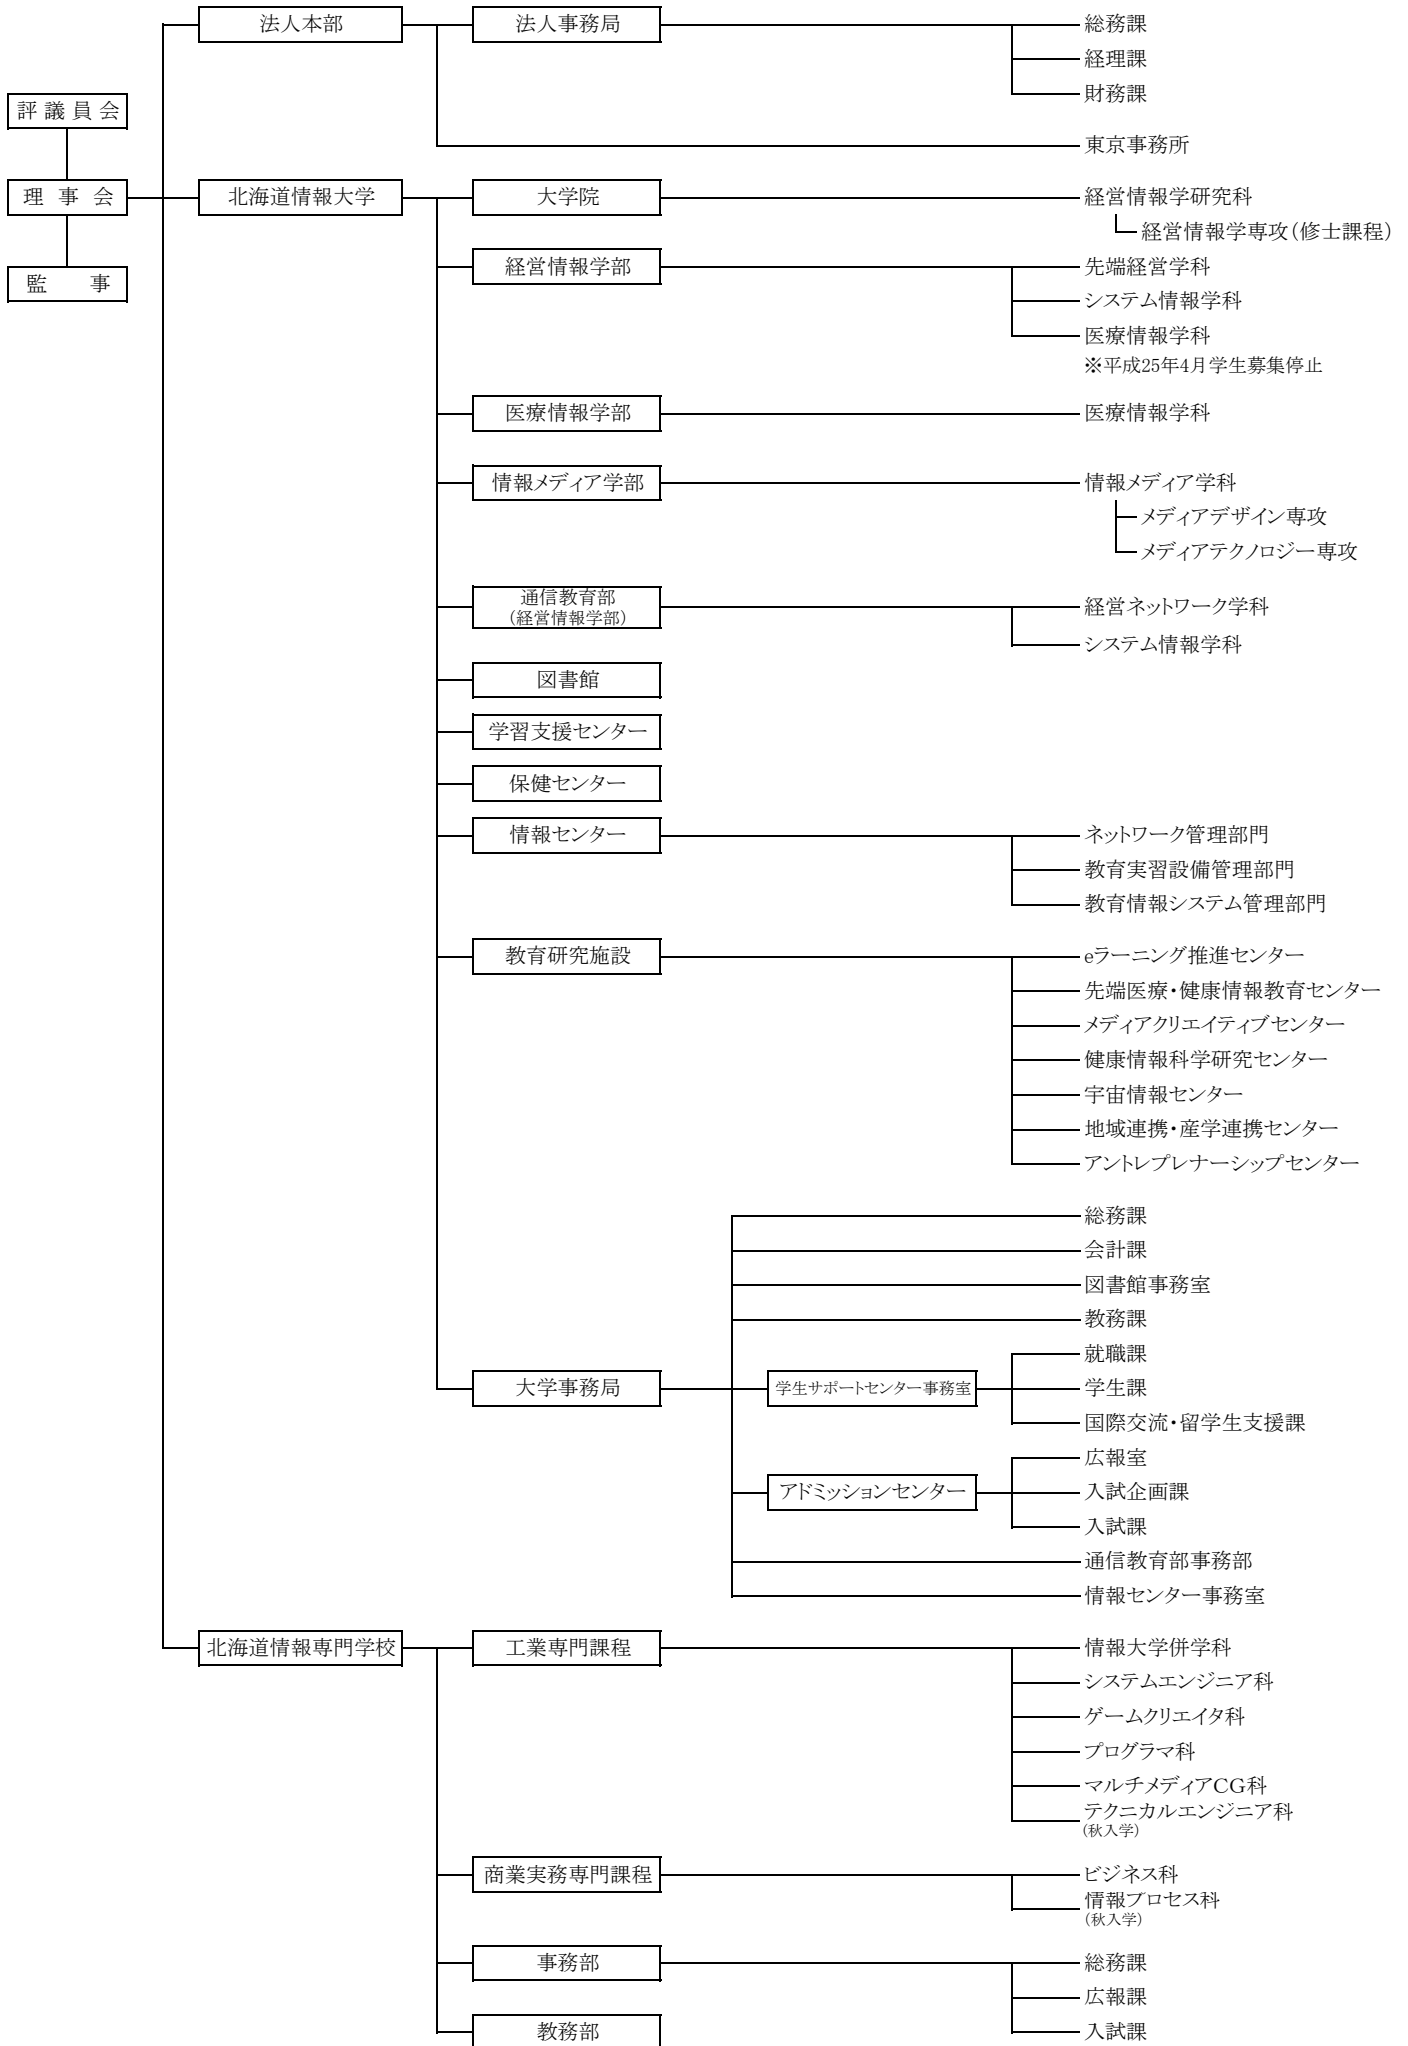 法人本部
法人事務局
総務課
経理課
財務課
東京事務所
評議員会
理事会
監事
北海道情報大学
大学院
経営情報学研究科
経営情報学専攻(修士課程)
経営情報学部
先端経営学科
システム情報学科
医療情報学科
※平成25年4月学生募集停止
医療情報学部
医療情報学科
情報メディア学部
情報メディア学科
メディアデザイン専攻
メディアテクノロジー専攻
通信教育部
(経営情報学部)
経営ネットワーク学科
システム情報学科
図書館
学習支援センター
保健センター
情報センター
ネットワーク管理部門
教育実習設備管理部門
教育情報システム管理部門
教育研究施設
eラーニング推進センター
先端医療・健康情報教育センター
メディアクリエイティブセンター
健康情報科学研究センター
宇宙情報センター
地域連携・産学連携センター
アントレプレナーシップセンター
大学事務局
総務課
会計課
図書館事務室
教務課
学生サポートセンター事務室
就職課
学生課
国際交流・留学生支援課
アドミッションセンター
広報室
入試企画課
入試課
通信教育部事務部
情報センター事務室
北海道情報専門学校
工業専門課程
情報大学併学科
システムエンジニア科
ゲームクリエイタ科
プログラマ科
マルチメディアCG科
テクニカルエンジニア科
(秋入学)
商業実務専門課程
ビジネス科
情報プロセス科
(秋入学)
事務部
総務課
広報課
入試課
教務部